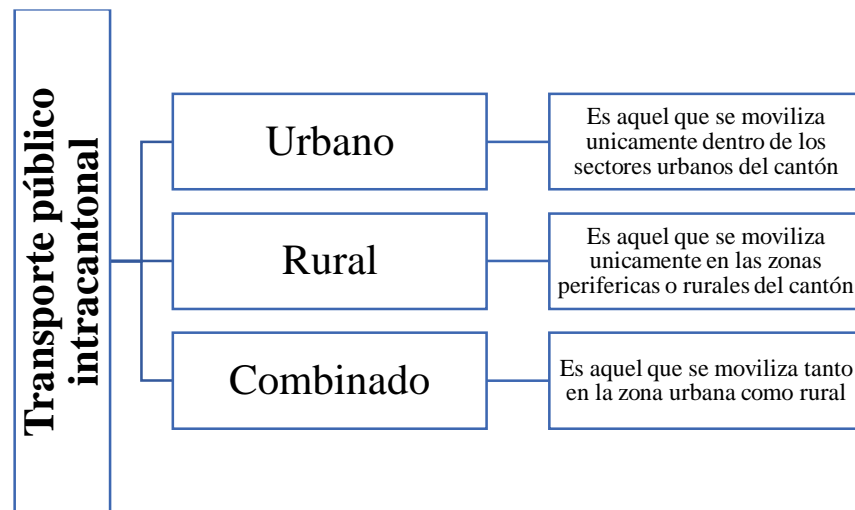 Transporte público
intracantonal
Urbano
Es aquel que se moviliza
unicamente dentro de los
sectores urbanos del cantón
Rural
Es aquel que se moviliza
unicamente en las zonas
perifericas o rurales del cantón
Combinado
Es aquel que se moviliza tanto
en la zona urbana como rural